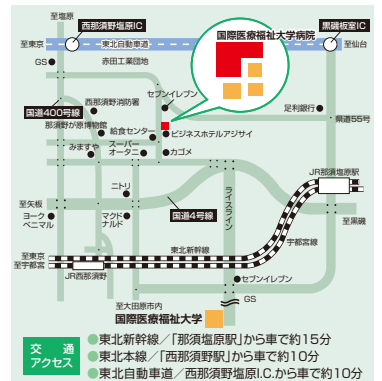 至塩原
西那須野塩原IC
黒磯板室IC
国際医療福祉大学病院
至東京
東北自動車道
至仙台
GS
赤田工業団地
セブンイレブン
西那須野消防署
国道400号線
足利銀行
県道55号
那須野が原博物館
給食センター
ビジネスホテルアジサイ
みますや
スーパー
オータニ
カゴメ
JR那須塩原駅
ニトリ
ライスライン
至矢板
ヨーク
ベニマル
マクド
ナルド
国道4号線
至黒磯
東北新幹線
宇都宮線
至東京
至宇都宮
JR西那須野
セブンイレブン
GS
至大田原市内
国際医療福祉大学
交通
アクセス
●東北新幹線／「那須塩原駅」から車で約15分
●東北本線／「西那須野駅」から車で約10分
●東北自動車道／西那須野塩原I.C.から車で約10分